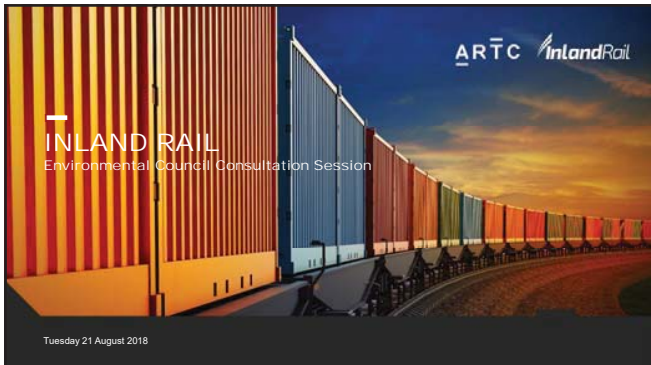 ARTC InlandRail
INLAND RAIL
Environmental Council Consultation Session
Tuesday 21 August 2018